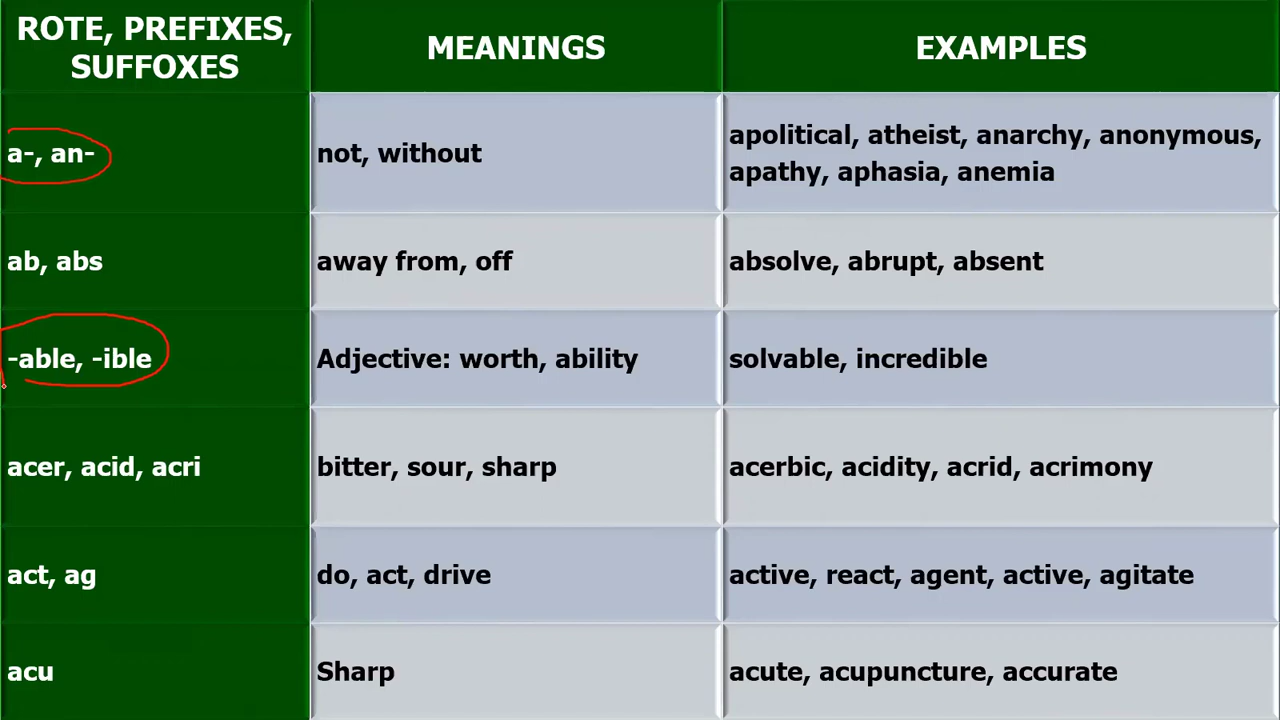 ROTE, PREFIXES,
SUFFOXES
MEANINGS
EXAMPLES
a-, an-
not, without
apolitical, atheist, anarchy, anonymous,
apathy, aphasia, anemia
ab, abs
away from, off
absolve, abrupt, absent
-able, -ible
Adjective: worth, ability
solvable, incredible
acer, acid, acri
bitter, sour, sharp
acerbic, acidity, acrid, acrimony
act, ag
do, act, drive
active, react, agent, active, agitate
acu
Sharp
acute, acupuncture, accurate